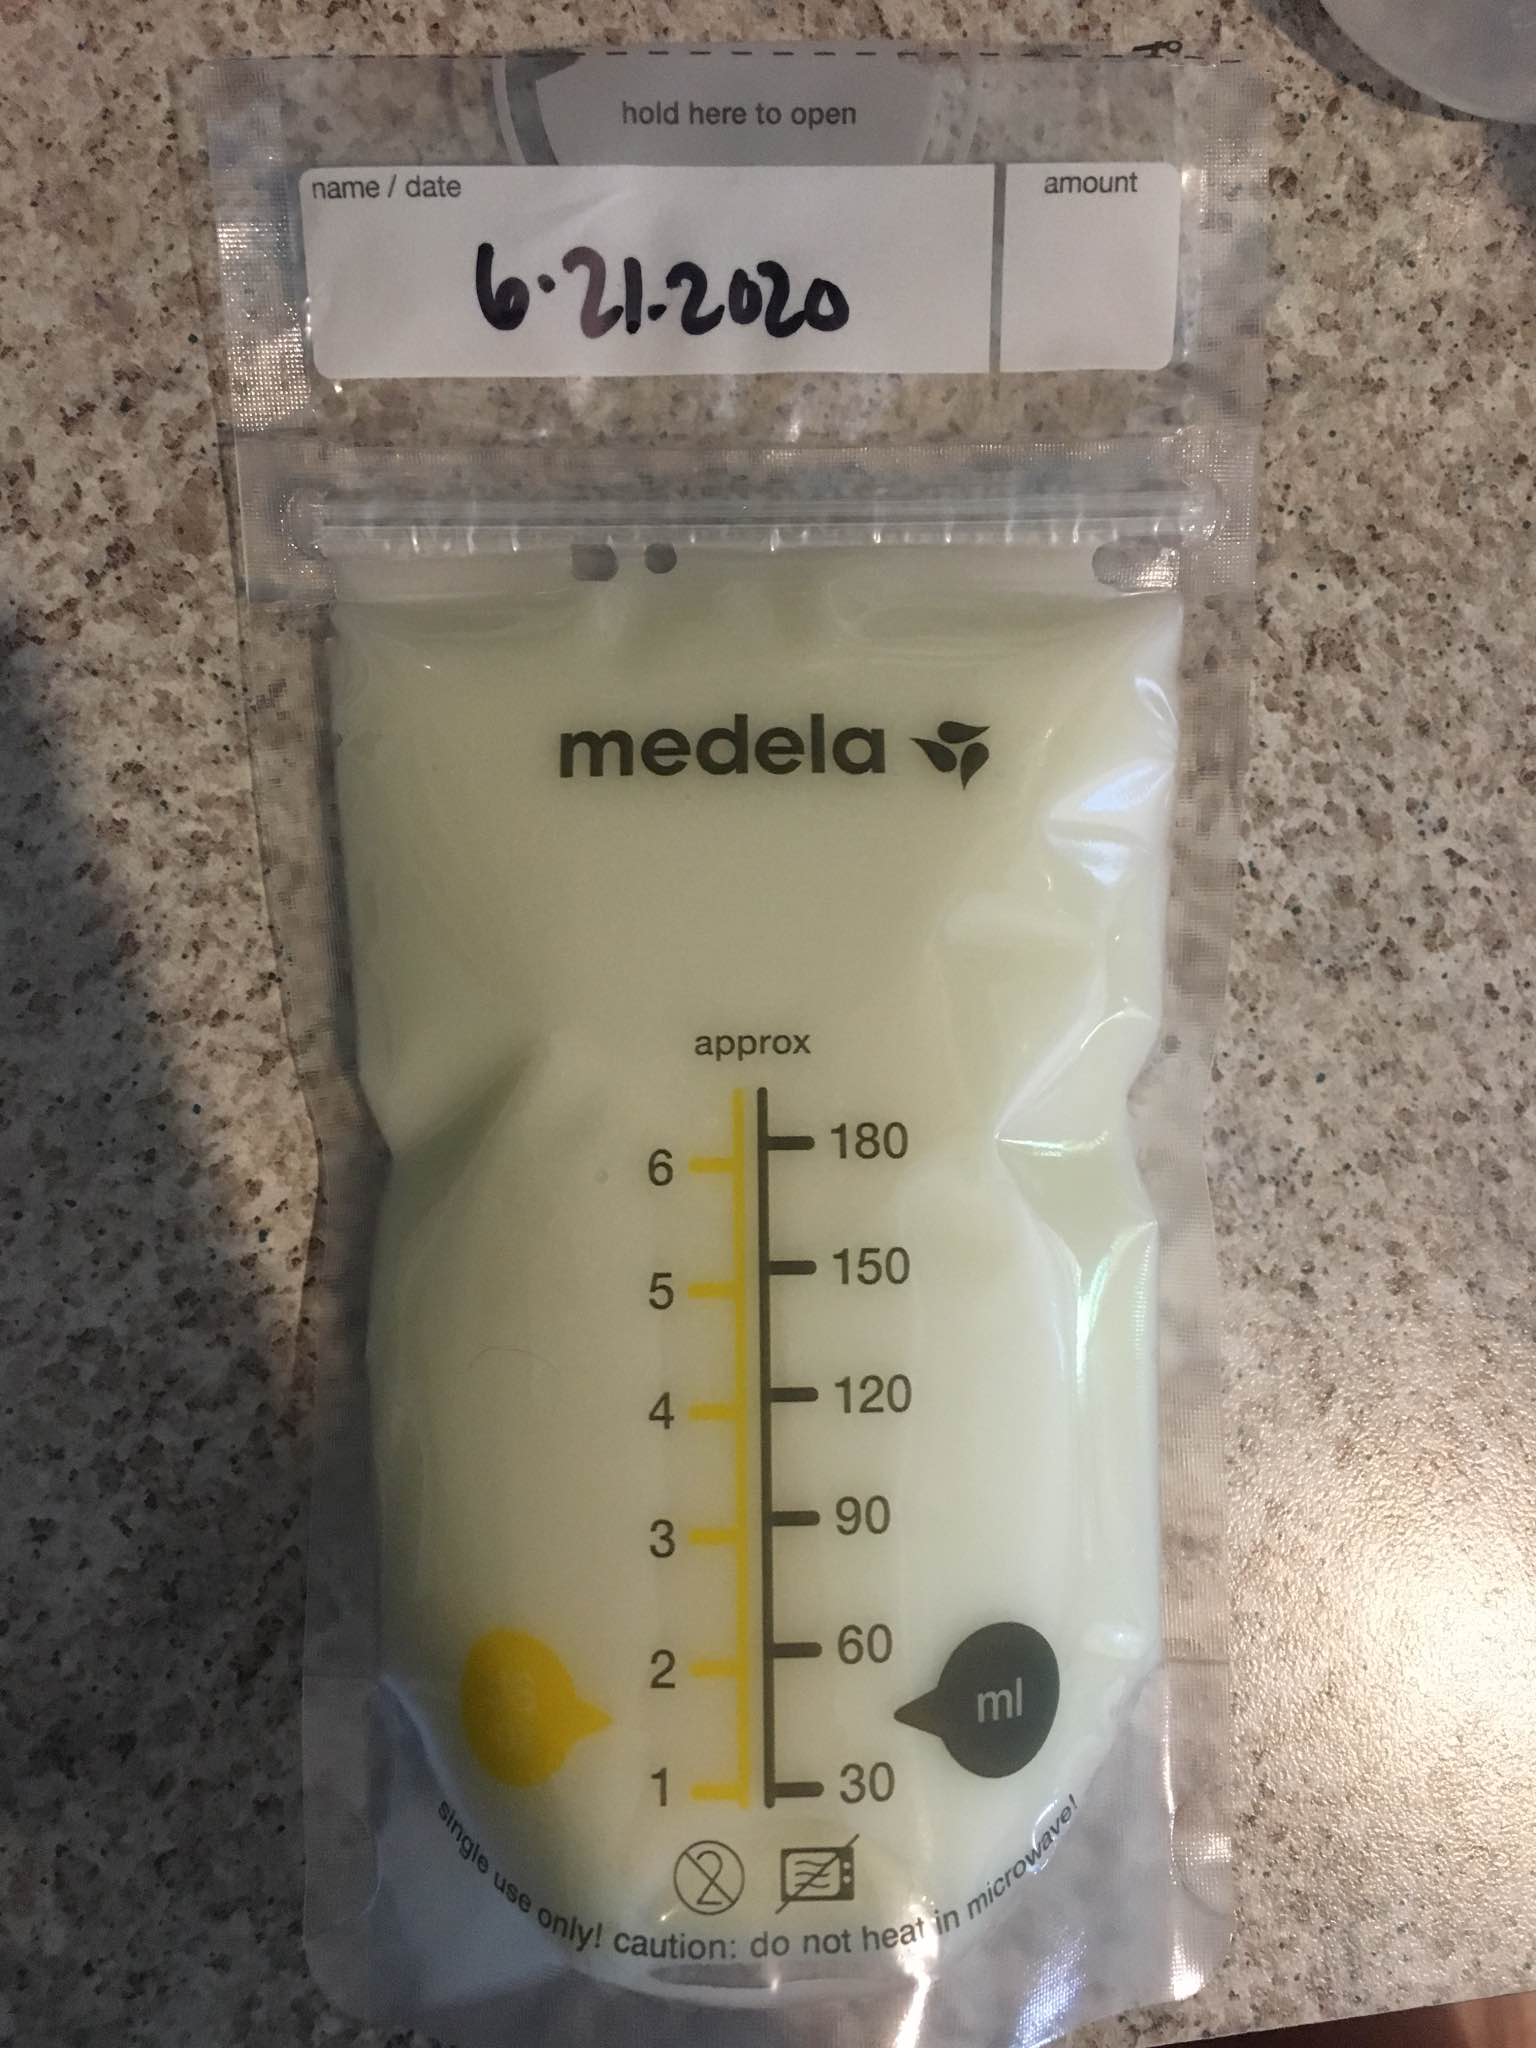 hold here to open
name / date
amount
6.21.2020
medela
approx
180
6
150
5
120
4
90
3
60
2
ml
30
1
2
single use only! caution: do not heat in microwave!